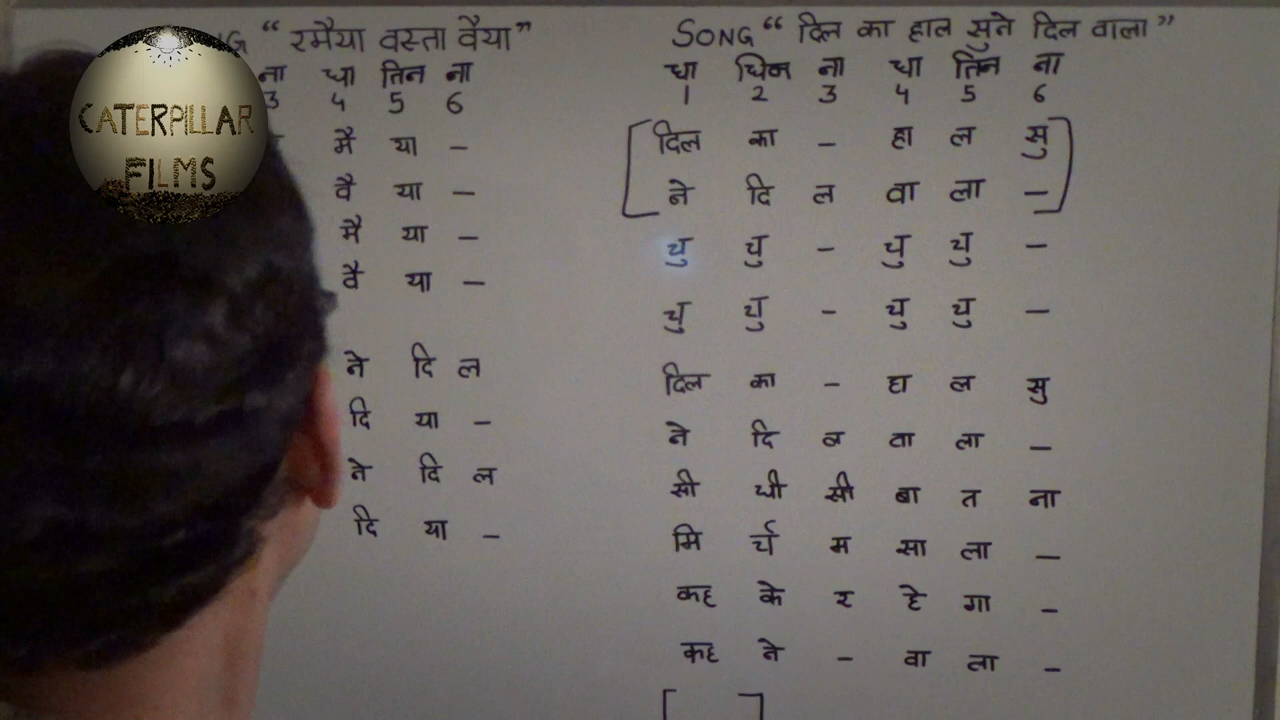 CATERPILLAR
FILMS
“रमैया वस्ता वैया”
ना धा तिन ना
3 4 5 6
मै या –
वै या –
मै या –
वै या –
ने दि ल
दि या –
ने दि ल
दि या –
SONG “दिल का हाल सुने दिल वाला”
धा धिन ना धा तिन ना
1 2 3 4 5 6
[दिल का – हा ल सु
ने दि ल वा ला –]
चु चु – चु चु –
चु चु – चु चु –
दिल का – हा ल सु
ने दि ल वा ला –
सी धी सी बा त ना
मि र्च म सा ला –
कह के र हे गा –
कह ने – वा ला –